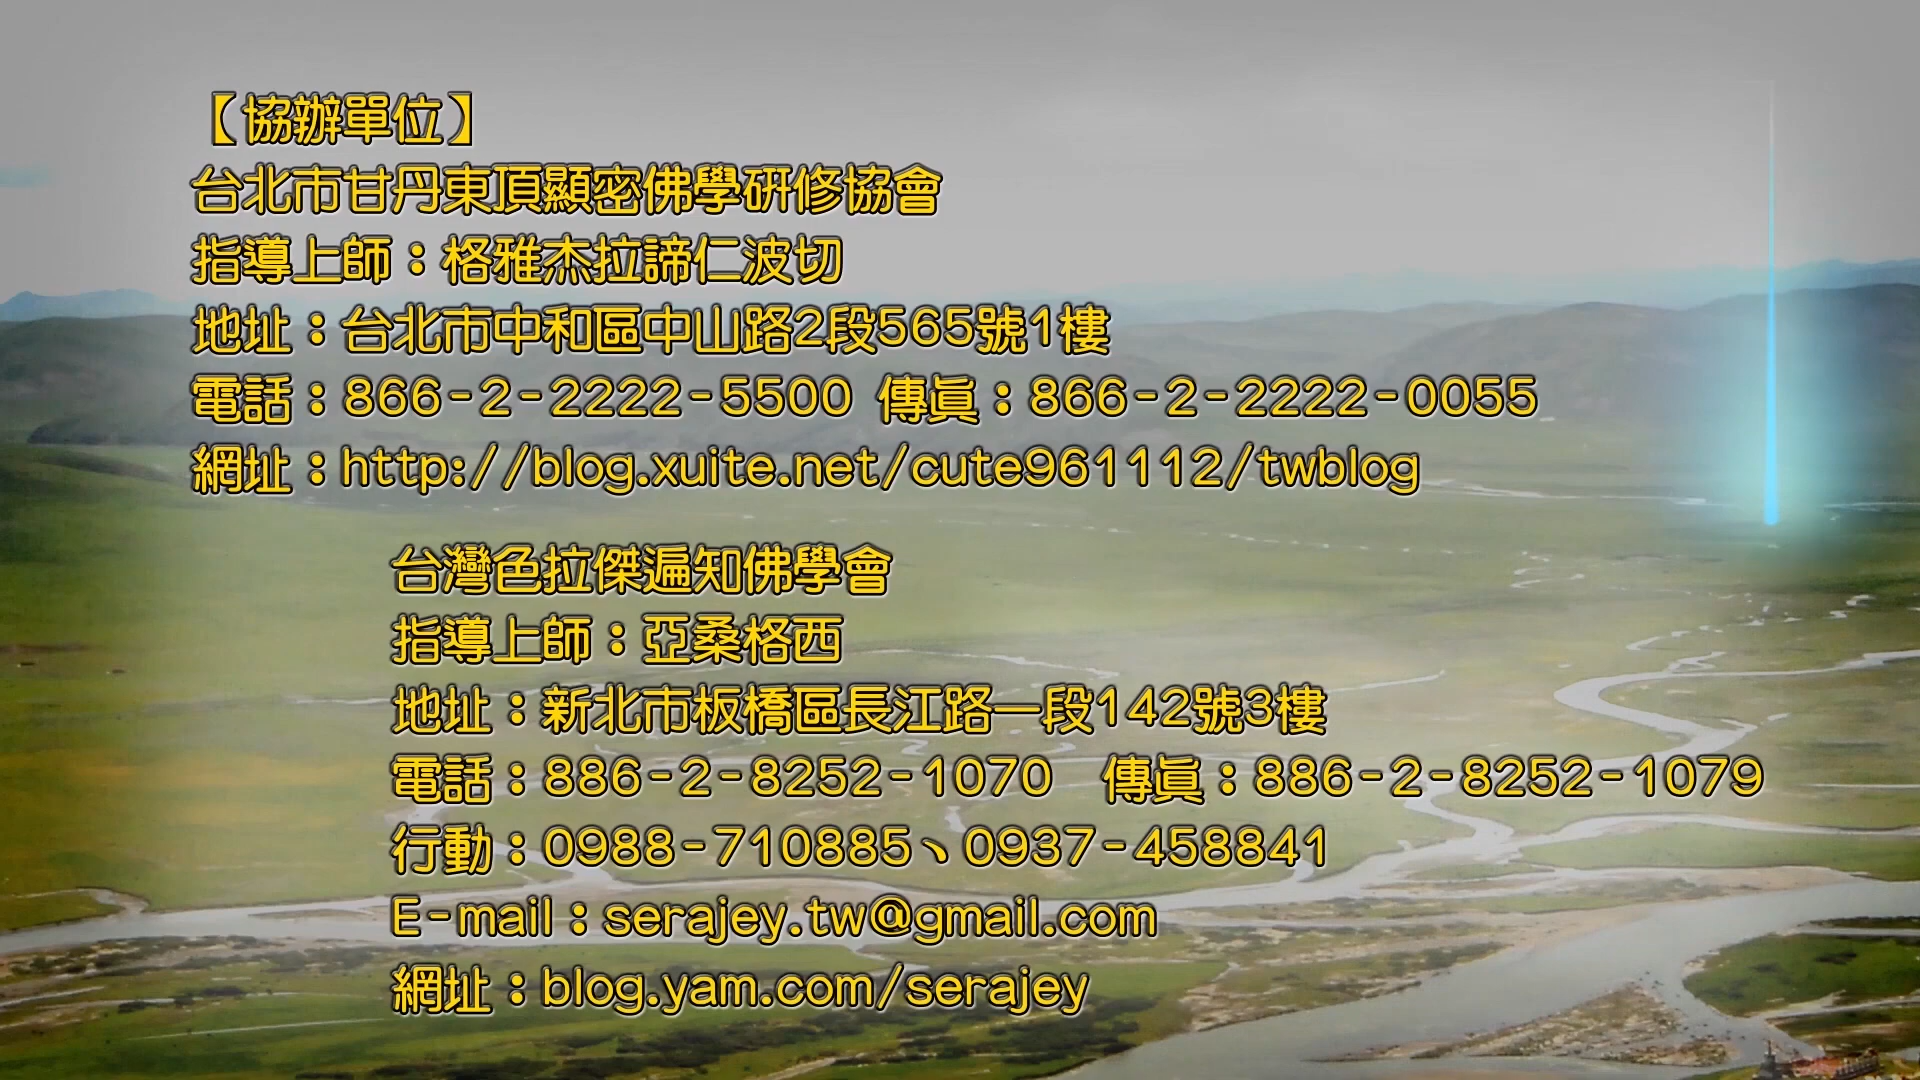 【協辦單位】
台北市甘丹東頂顯密佛學研修協會
指導上師：格雅杰拉諦仁波切
地址：台北市中和區中山路2段565號1樓
電話：866-2-2222-5500 傳真：866-2-2222-0055
網址：http://blog.xuite.net/cute961112/twblog
台灣色拉傑遍知佛學會
指導上師：亞桑格西
地址：新北市板橋區長江路一段142號3樓
電話：886-2-8252-1070　傳真：886-2-8252-1079
行動：0988-710885、0937-458841
E-mail：serajey.tw@gmail.com
網址：blog.yam.com/serajey